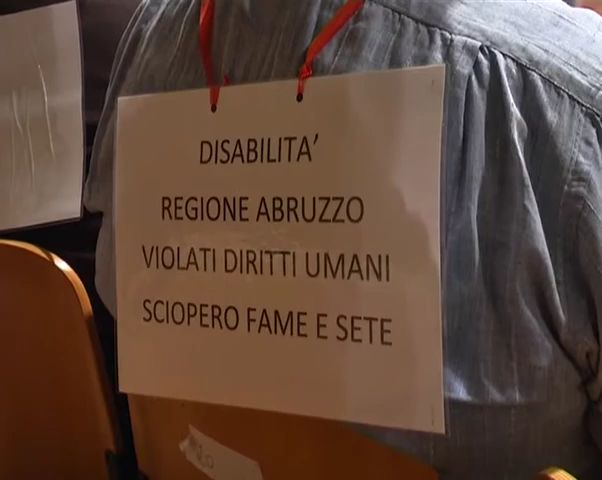 DISABILITA’
REGIONE ABRUZZO
VIOLATI DIRITTI UMANI
SCIOPERO FAME E SETE